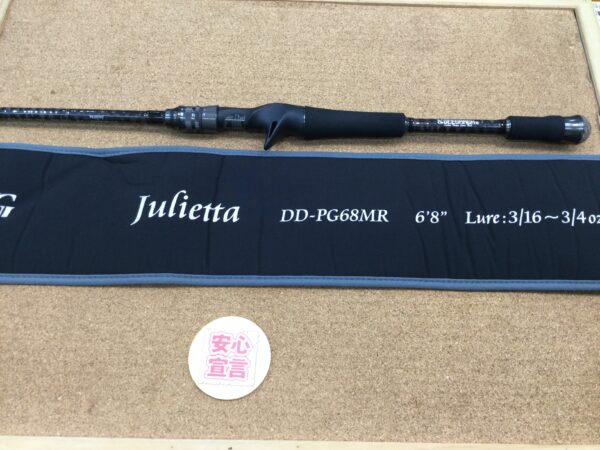 G Julietta DD-PG68MR 6'8" Lure:3/16～3/4oz
安心
宣言